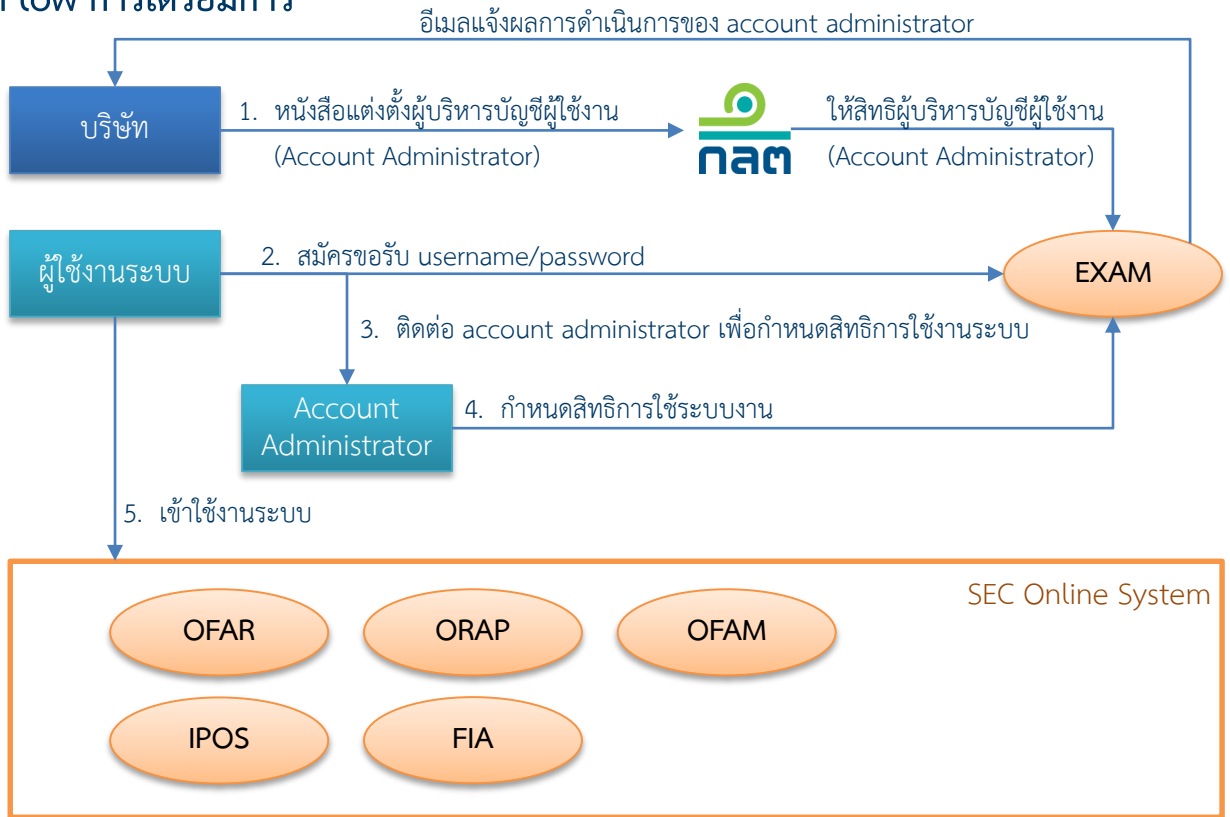 Flow การเตรียมการ
อีเมลแจ้งผลการดำเนินการของ account administrator
บริษัท
1. หนังสือแต่งตั้งผู้บริหารบัญชีผู้ใช้งาน
(Account Administrator)
กลต
ให้สิทธิผู้บริหารบัญชีผู้ใช้งาน
(Account Administrator)
ผู้ใช้งานระบบ
2. สมัครขอรับ username/password
EXAM
3. ติดต่อ account administrator เพื่อกำหนดสิทธิการใช้งานระบบ
Account
Administrator
4. กำหนดสิทธิการใช้ระบบงาน
5. เข้าใช้งานระบบ
SEC Online System
OFAR
ORAP
OFAM
IPOS
FIA